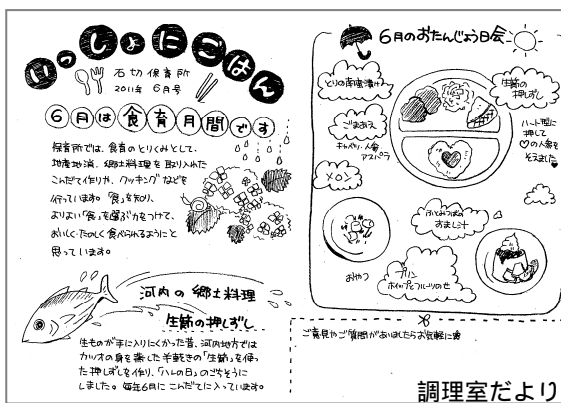 いっしょにごはん
石切保育所
2011年 6月号
6月は食育月間です
保育所では、食育のとりくみとして、
地産地消、郷土料理を取り入れた
こんだて作りや、クッキングなどを
行っています。「食」を知り、
よりよい「食」を選ぶ力をつけて、
おいしく・たのしく食べられるようにと
思っています。
河内の郷土料理
生節の押しずし
生ものが手に入りにくかった昔、河内地方では
カツオの身を蒸した半乾きの「生節」を使っ
た押しずしを作り、「ハレの日」のごちそうに
しました。毎年6月にこんだてに入っています。
6月のおたんじょう日会
とりの南蛮漬け
ごまあえ
キャベツ・人参・
アスパラ
メロン
生節の
押しずし
ハート型に
押して
♡の人参を
そえました♥
おすまし汁
おやつ
プリン
ホイップとフルーツのせ
ご意見やご質問がありましたらお気軽に
調理室だより